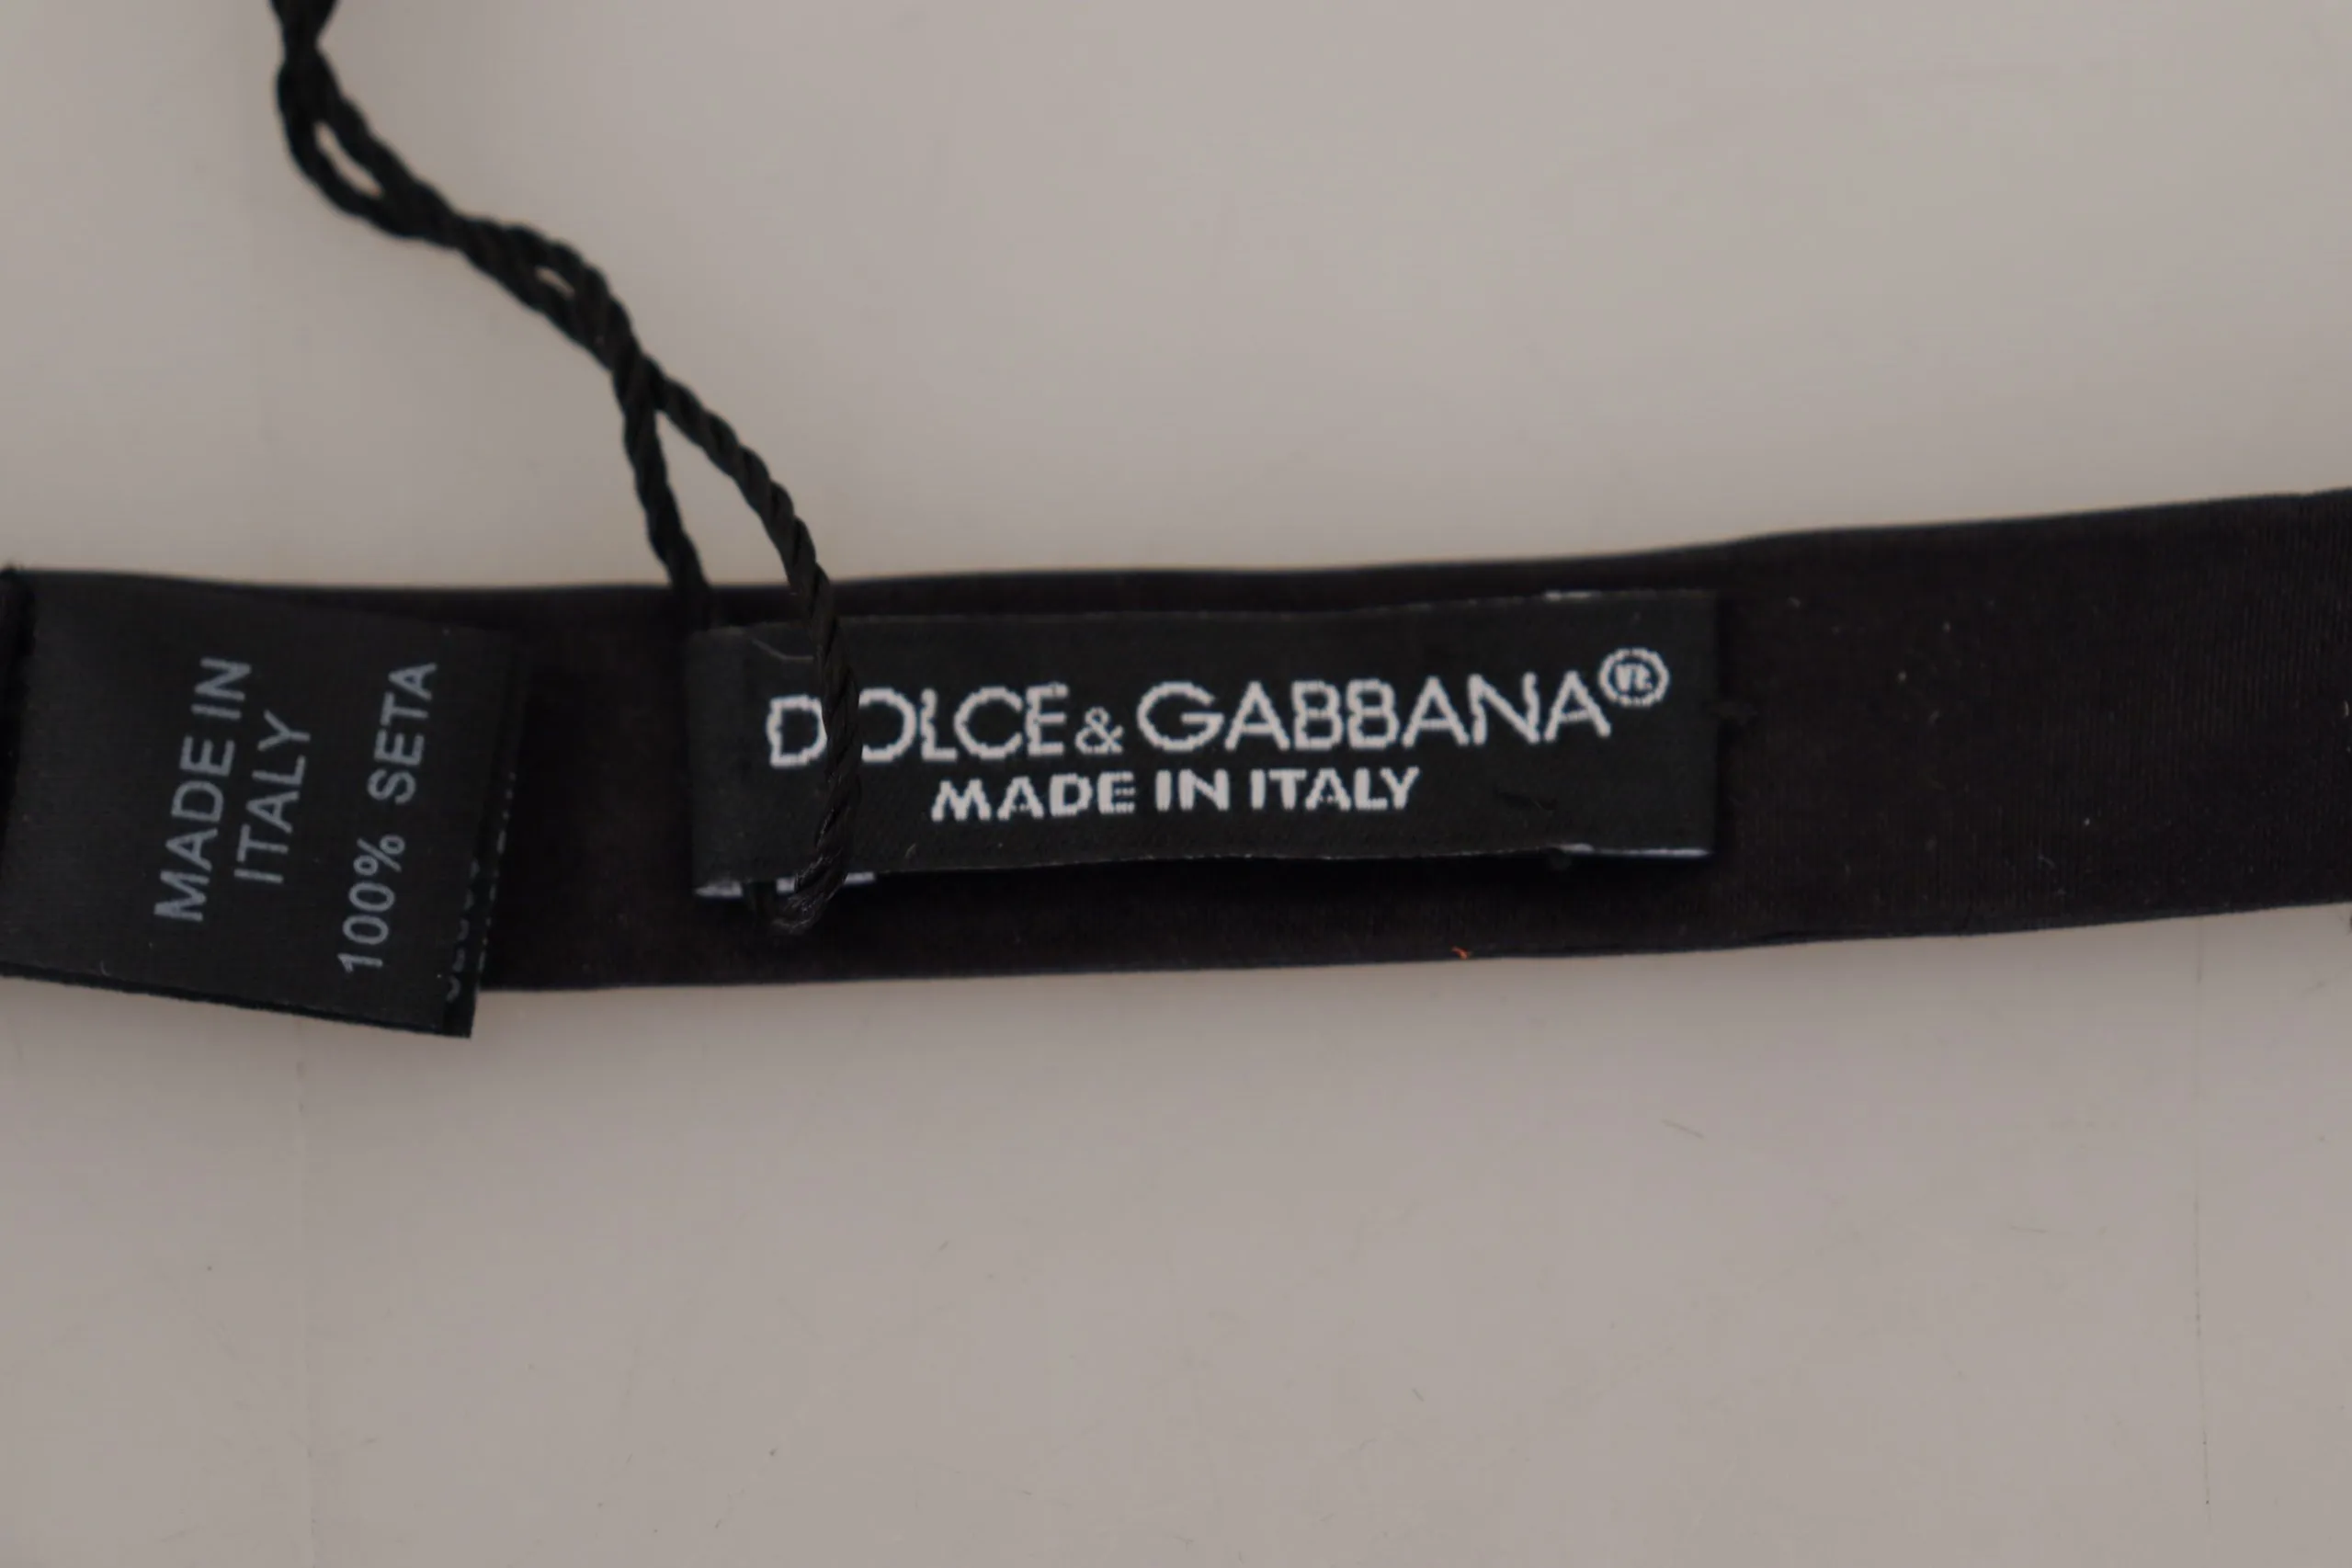 MADE IN
ITALY
100% SETA
DOLCE & GABBANA®
MADE IN ITALY